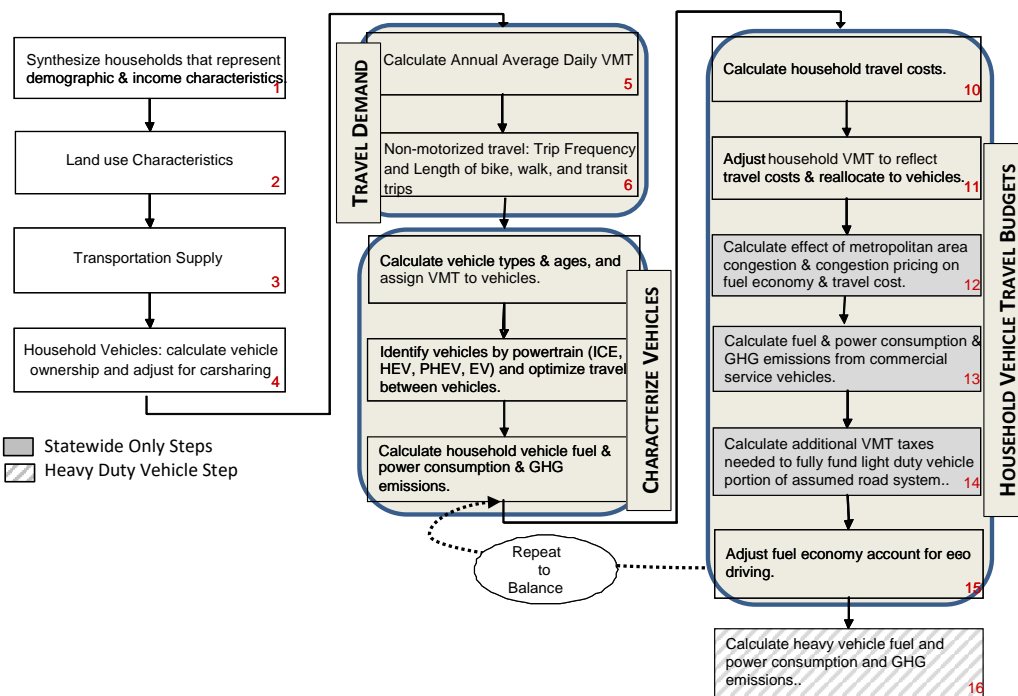 Synthesize households that represent
demographic & income characteristics.
1
Land use Characteristics
2
Transportation Supply
3
Household Vehicles: calculate vehicle
ownership and adjust for carsharing
4
Statewide Only Steps
Heavy Duty Vehicle Step
TRAVEL DEMAND
Calculate Annual Average Daily VMT
5
Non-motorized travel: Trip Frequency
and Length of bike, walk, and transit
trips
6
Calculate vehicle types & ages, and
assign VMT to vehicles.
Identify vehicles by powertrain (ICE,
HEV, PHEV, EV) and optimize travel
between vehicles.
Calculate household vehicle fuel &
power consumption & GHG
emissions.
CHARACTERIZE VEHICLES
Repeat
to
Balance
Calculate household travel costs.
10
Adjust household VMT to reflect
travel costs & reallocate to vehicles.
11
Calculate effect of metropolitan area
congestion & congestion pricing on
fuel economy & travel cost.
12
Calculate fuel & power consumption &
GHG emissions from commercial
service vehicles.
13
Calculate additional VMT taxes
needed to fully fund light duty vehicle
portion of assumed road system..
14
Adjust fuel economy account for eco
driving.
15
HOUSEHOLD VEHICLE TRAVEL BUDGETS
Calculate heavy vehicle fuel and
power consumption and GHG
emissions..
16